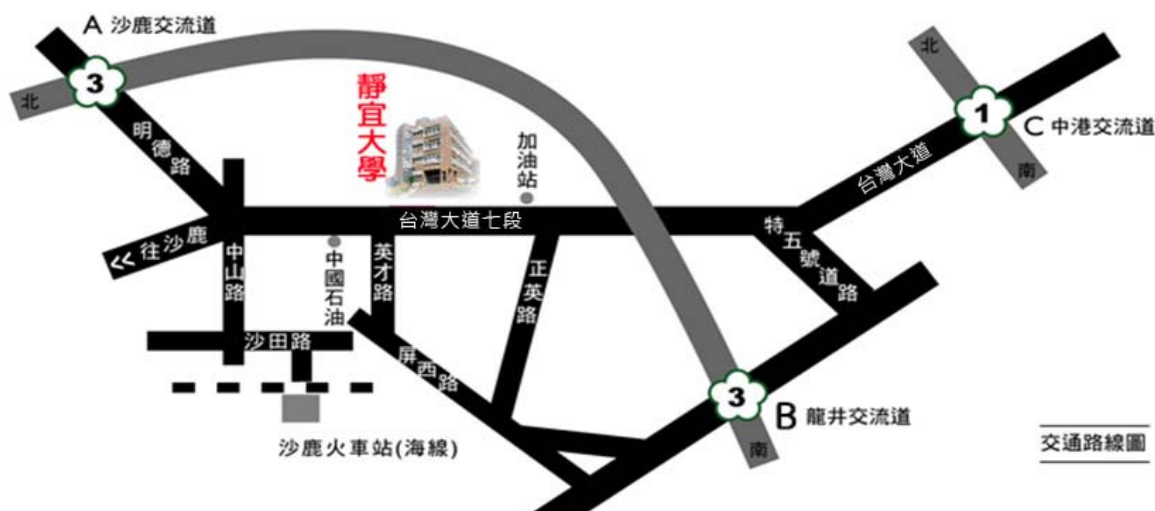 A 沙鹿交流道
3
北
明德路
靜宜大學
加油站
北
1
C 中港交流道
南
台灣大道
台灣大道七段
特五號道路
<< 往沙鹿
中山路
中國石油
英才路
正英路
沙田路
屏西路
3
B 龍井交流道
南
沙鹿火車站(海線)
交通路線圖